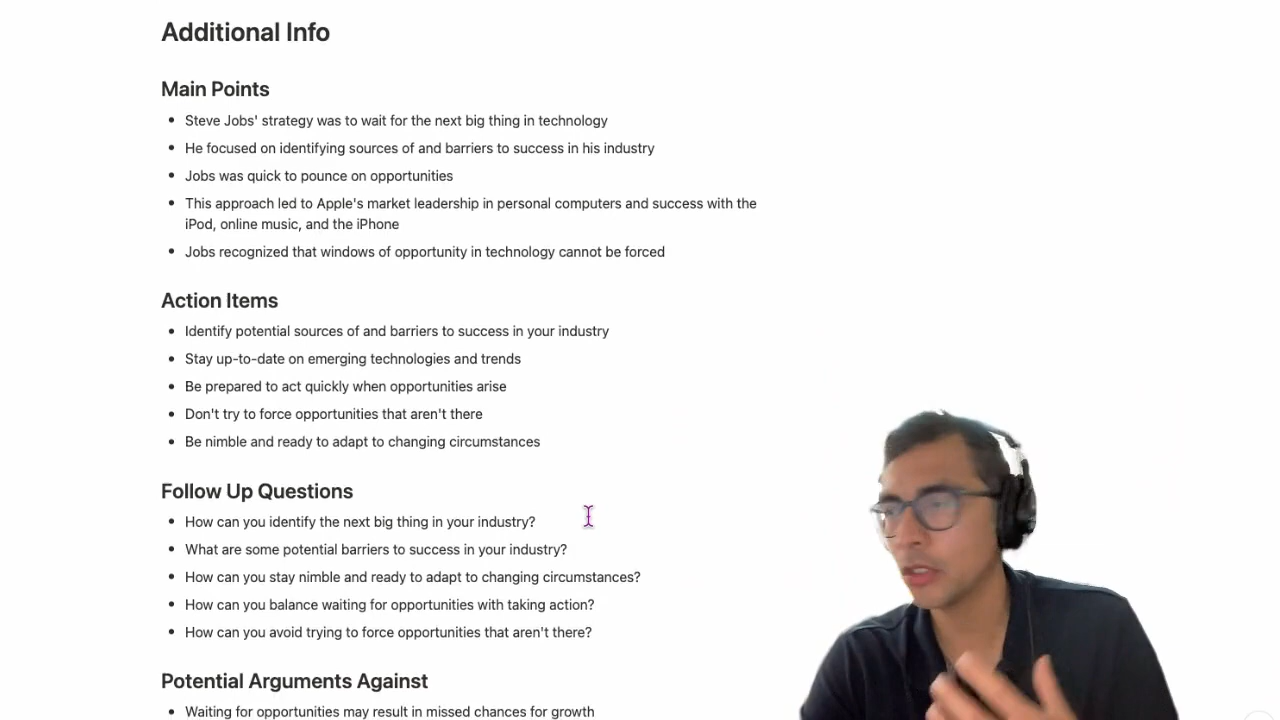 Additional Info
Main Points
• Steve Jobs' strategy was to wait for the next big thing in technology
• He focused on identifying sources of and barriers to success in his industry
• Jobs was quick to pounce on opportunities
• This approach led to Apple's market leadership in personal computers and success with the
iPod, online music, and the iPhone
• Jobs recognized that windows of opportunity in technology cannot be forced
Action Items
• Identify potential sources of and barriers to success in your industry
• Stay up-to-date on emerging technologies and trends
• Be prepared to act quickly when opportunities arise
• Don't try to force opportunities that aren't there
• Be nimble and ready to adapt to changing circumstances
Follow Up Questions
• How can you identify the next big thing in your industry?
• What are some potential barriers to success in your industry?
• How can you stay nimble and ready to adapt to changing circumstances?
• How can you balance waiting for opportunities with taking action?
• How can you avoid trying to force opportunities that aren't there?
Potential Arguments Against
• Waiting for opportunities may result in missed chances for growth